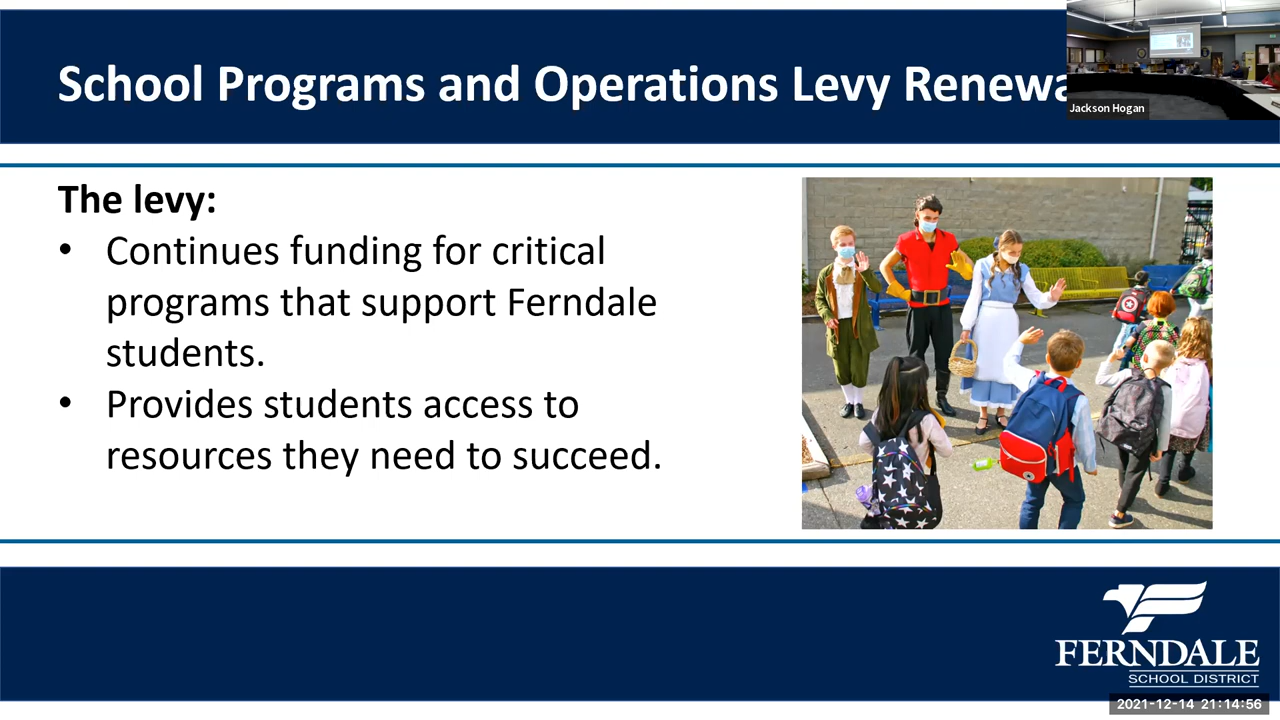 School Programs and Operations Levy Renewa
Jackson Hogan
The levy:
• Continues funding for critical
programs that support Ferndale
students.
• Provides students access to
resources they need to succeed.
FERNDALE
SCHOOL DISTRICT
2021-12-14 21:14:56